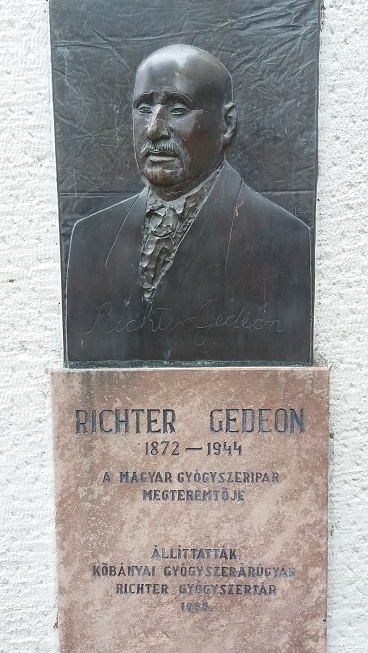 Richter Gedeon
RICHTER GEDEON
1872 — 1944
A MAGYAR GYÓGYSZERIPAR
MEGTEREMTŐJE
ÁLLÍTTATTÁK:
KŐBÁNYAI GYÓGYSZERÁRUGYÁR
RICHTER GYÓGYSZERTÁR